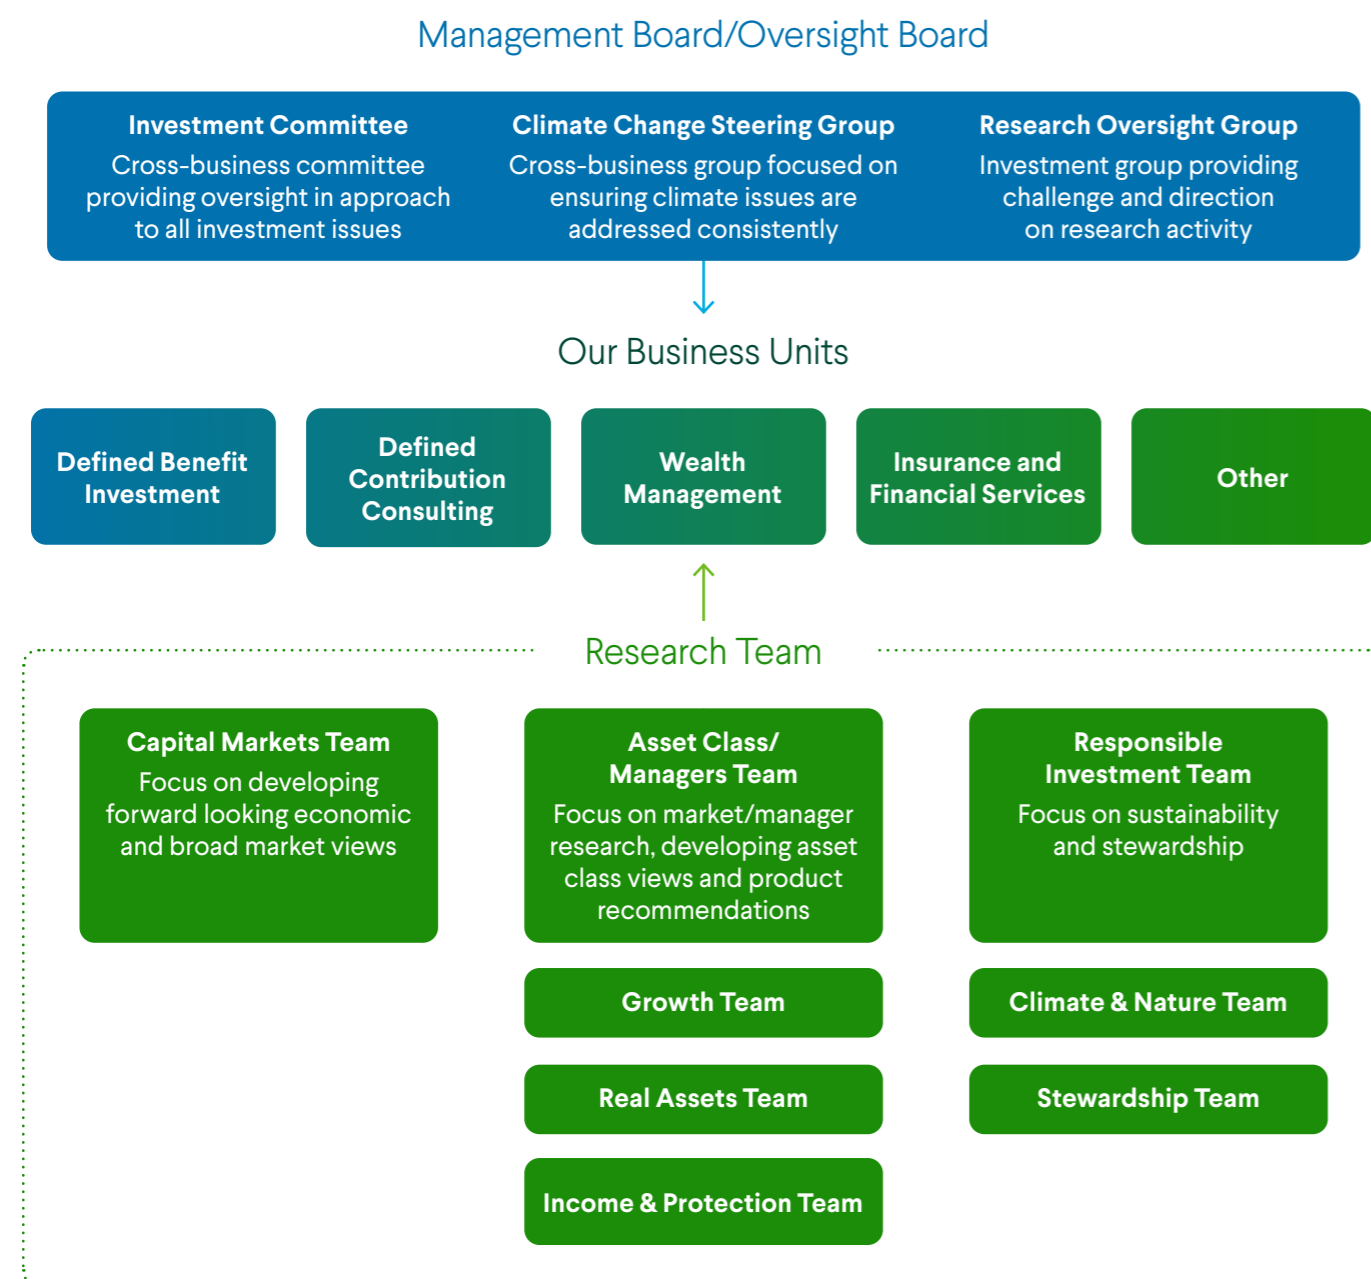 Management Board/Oversight Board
Investment Committee
Cross-business committee
providing oversight in approach
to all investment issues
Climate Change Steering Group
Cross-business group focused on
ensuring climate issues are
addressed consistently
Research Oversight Group
Investment group providing
challenge and direction
on research activity
Our Business Units
Defined Benefit
Investment
Defined
Contribution
Consulting
Wealth
Management
Insurance and
Financial Services
Other
Research Team
Capital Markets Team
Focus on developing
forward looking economic
and broad market views
Asset Class/
Managers Team
Focus on market/manager
research, developing asset
class views and product
recommendations
Growth Team
Real Assets Team
Income & Protection Team
Responsible
Investment Team
Focus on sustainability
and stewardship
Climate & Nature Team
Stewardship Team